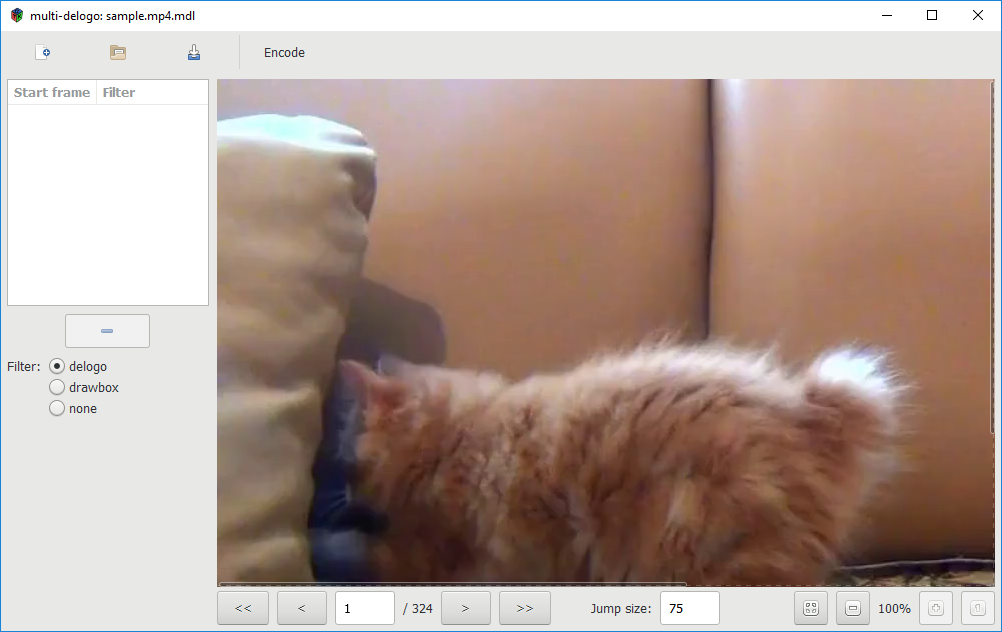 multi-delogo: sample.mp4.mdl
Encode
Start frame Filter
Filter: delogo
drawbox
none
<< < 1 / 324 > >> Jump size: 75 100%